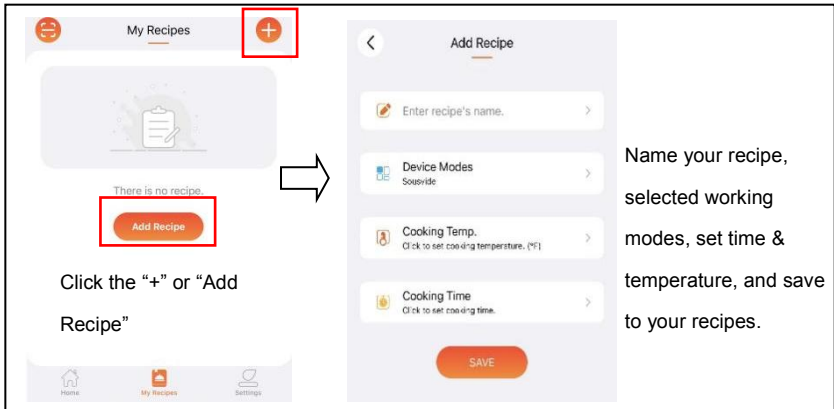 My Recipes
There is no recipe.
Add Recipe
Click the “+” or “Add
Recipe”
Home
My Recipes
Settings
Add Recipe
Enter recipe's name.
Device Modes
Sousvide
Cooking Temp.
Click to set cooking temperature. (°F)
Cooking Time
Click to set cooking time.
SAVE
Name your recipe,
selected working
modes, set time &
temperature, and save
to your recipes.